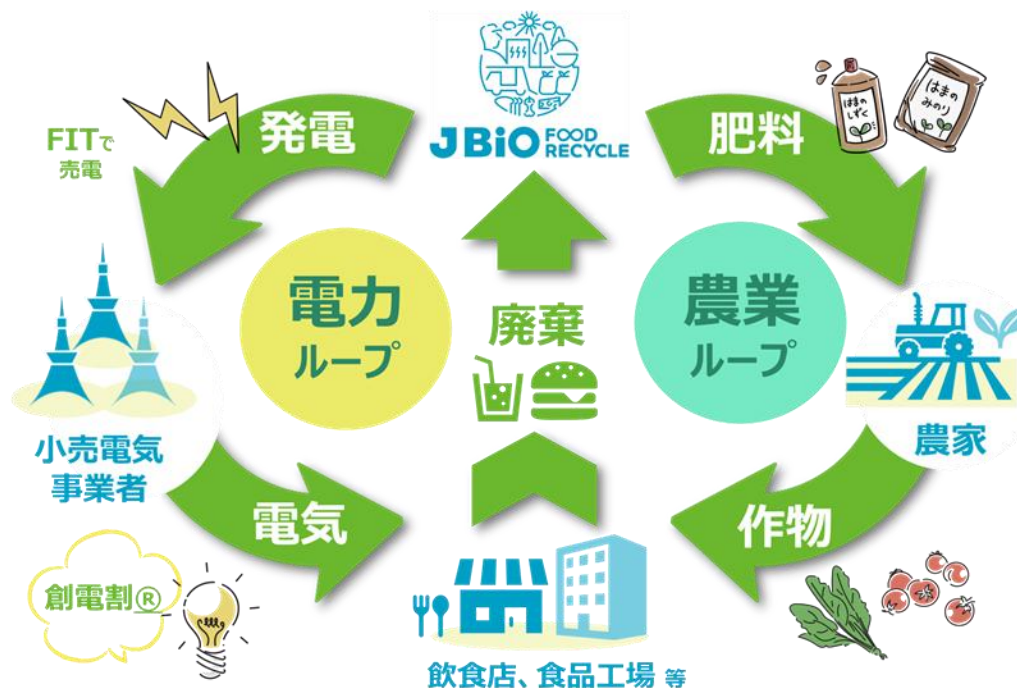 JBiO FOOD RECYCLE
発電
肥料
はまの
しずく
はまの
みのり
FITで
売電
電力
ループ
廃棄
農業
ループ
小売電気
事業者
農家
電気
作物
創電割®
飲食店、食品工場 等